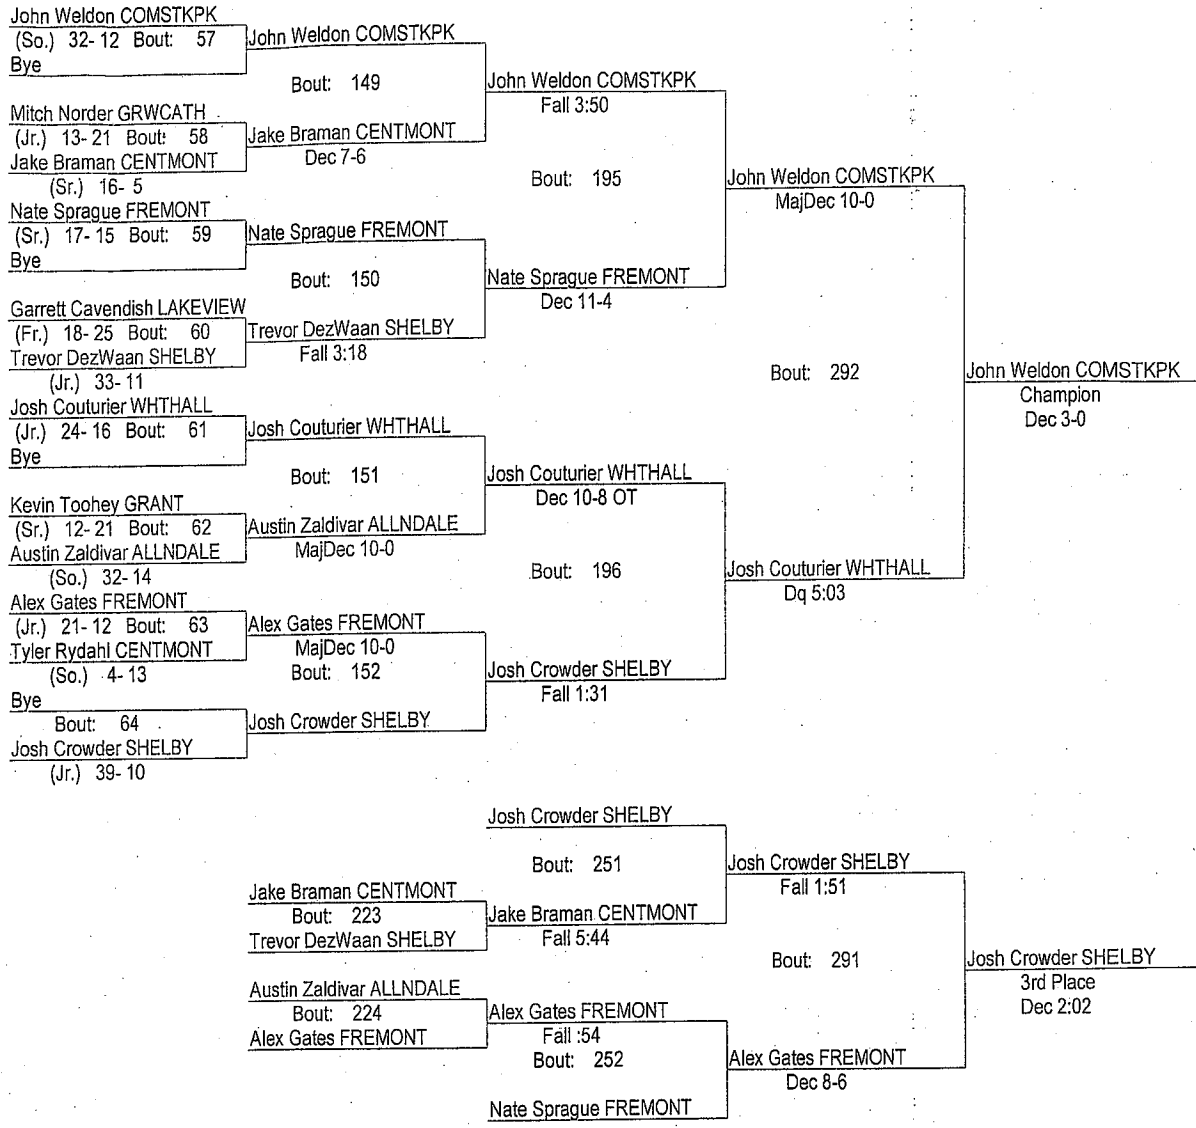 John Weldon COMSTKPK
(So.) 32- 12 Bout: 57
Bye
John Weldon COMSTKPK
Bout: 149
Mitch Norder GRWCATH
(Jr.) 13- 21 Bout: 58
Jake Braman CENTMONT
(Sr.) 16- 5
Jake Braman CENTMONT
Dec 7-6
John Weldon COMSTKPK
Fall 3:50
Bout: 195
Nate Sprague FREMONT
(Sr.) 17- 15 Bout: 59
Bye
Nate Sprague FREMONT
Bout: 150
Garrett Cavendish LAKEVIEW
(Fr.) 18- 25 Bout: 60
Trevor DezWaan SHELBY
(Jr.) 33- 11
Trevor DezWaan SHELBY
Fall 3:18
Nate Sprague FREMONT
Dec 11-4
John Weldon COMSTKPK
MajDec 10-0
Bout: 292
John Weldon COMSTKPK
Champion
Dec 3-0
Josh Couturier WHTHALL
(Jr.) 24- 16 Bout: 61
Bye
Josh Couturier WHTHALL
Bout: 151
Kevin Toohey GRANT
(Sr.) 12- 21 Bout: 62
Austin Zaldivar ALLNDALE
(So.) 32- 14
Austin Zaldivar ALLNDALE
MajDec 10-0
Josh Couturier WHTHALL
Dec 10-8 OT
Bout: 196
Josh Couturier WHTHALL
Dq 5:03
Alex Gates FREMONT
(Jr.) 21- 12 Bout: 63
Tyler Rydahl CENTMONT
(So.) 4- 13
Alex Gates FREMONT
MajDec 10-0
Bout: 152
Bye
Bout: 64
Josh Crowder SHELBY
(Jr.) 39- 10
Josh Crowder SHELBY
Josh Crowder SHELBY
Fall 1:31
Josh Crowder SHELBY
Bout: 251
Jake Braman CENTMONT
Bout: 223
Trevor DezWaan SHELBY
Jake Braman CENTMONT
Fall 5:44
Josh Crowder SHELBY
Fall 1:51
Bout: 291
Josh Crowder SHELBY
3rd Place
Dec 2:02
Austin Zaldivar ALLNDALE
Bout: 224
Alex Gates FREMONT
Alex Gates FREMONT
Fall :54
Bout: 252
Nate Sprague FREMONT
Alex Gates FREMONT
Dec 8-6